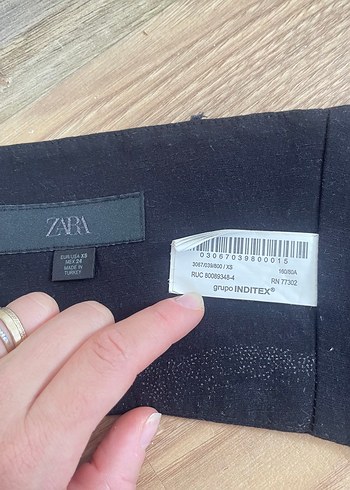 ZARA
EUR/USA XS
MEX 24
MADE IN
TURKEY
03067039800015
3067/039/800 / XS
160/80A
RUC 80089348-4
RN 77302
grupo INDITEX®